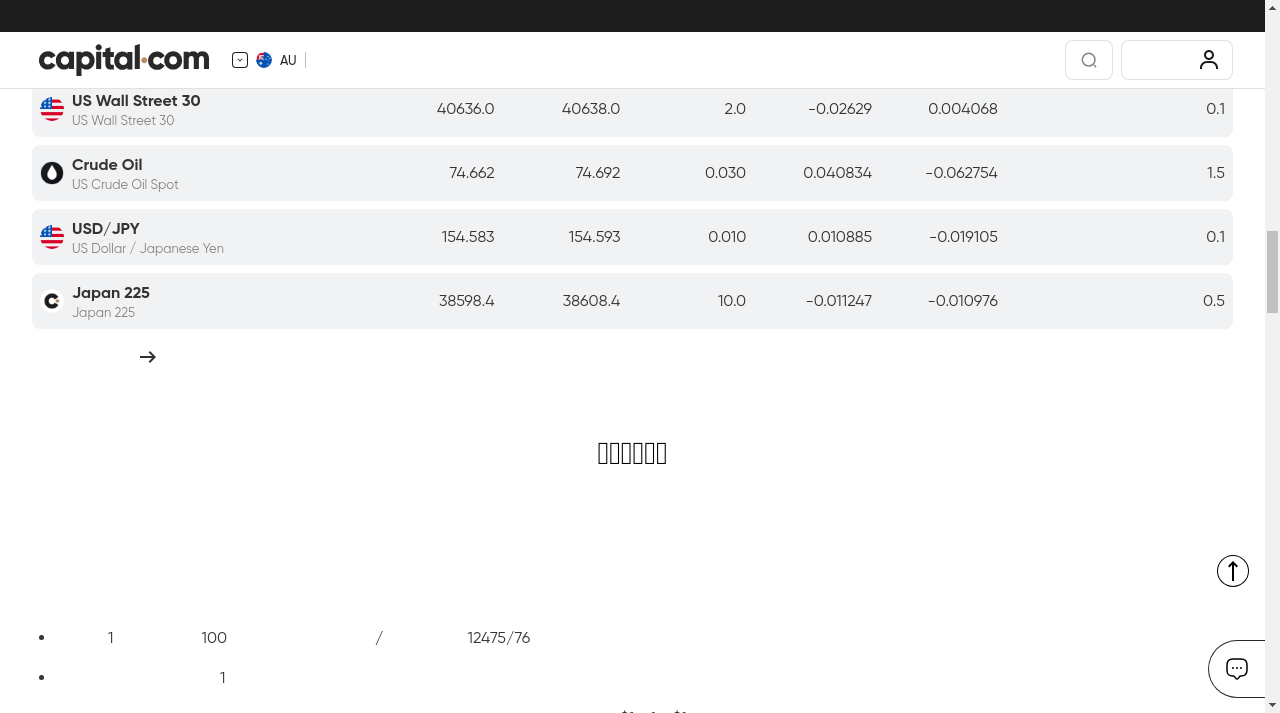 capital.com
AU
US Wall Street 30 40636.0 40638.0 2.0 -0.02629 0.004068 0.1
US Wall Street 30
Crude Oil 74.662 74.692 0.030 0.040834 -0.062754 1.5
US Crude Oil Spot
USD/JPY 154.583 154.593 0.010 0.010885 -0.019105 0.1
US Dollar / Japanese Yen
Japan 225 38598.4 38608.4 10.0 -0.011247 -0.010976 0.5
Japan 225
• 1 100 / 12475/76
• 1